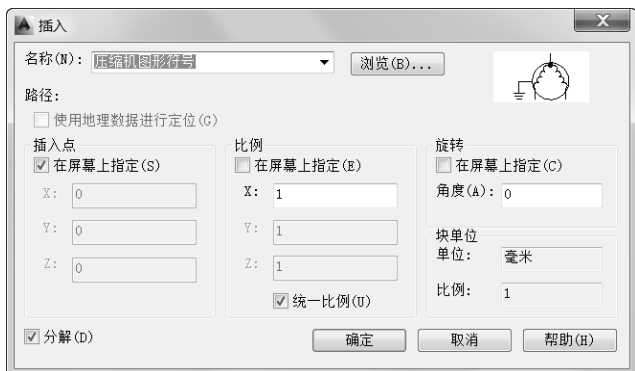 插入
名称(N): 压缩机图形符号 浏览(B)...
路径:
使用地理数据进行定位(G)
插入点 比例 旋转
在屏幕上指定(S) 在屏幕上指定(E) 在屏幕上指定(C)
X: 0 X: 1 角度(A): 0
Y: 0 Y: 1 块单位
单位: 毫米
Z: 0 Z: 1
比例: 1
统一比例(U)
分解(D) 确定 取消 帮助(H)